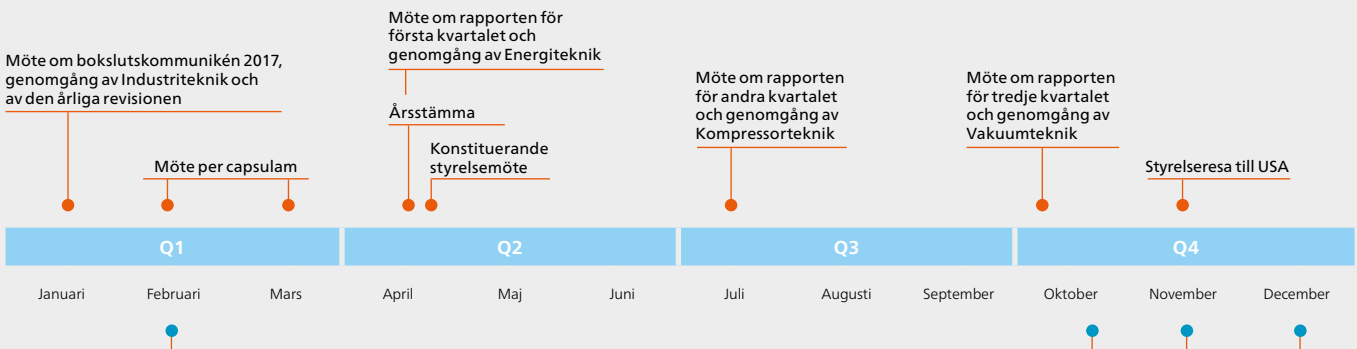 Möte om bokslutskommunikén 2017,
genomgång av Industriteknik och
av den årliga revisionen
Möte per capsulam
Möte om rapporten för
första kvartalet och
genomgång av Energiteknik
Årsstämma
Konstituerande
styrelsemöte
Möte om rapporten
för andra kvartalet
och genomgång av
Kompressorteknik
Möte om rapporten
för tredje kvartalet
och genomgång av
Vakuumteknik
Styrelseresa till USA
Q1 Q2 Q3 Q4
Januari Februari Mars April Maj Juni Juli Augusti September Oktober November December